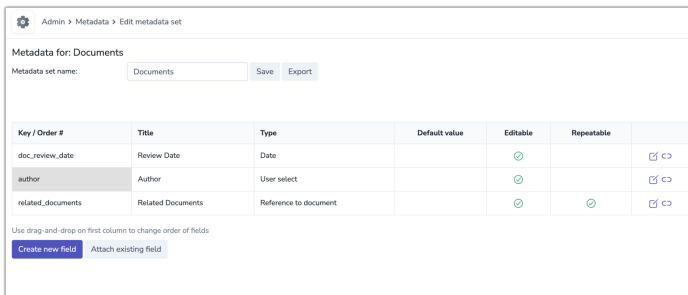 Admin > Metadata > Edit metadata set
Metadata for: Documents
Metadata set name: Documents Save Export
Key / Order # Title Type Default value Editable Repeatable
doc_review_date Review Date Date
author Author User select
related_documents Related Documents Reference to document
Use drag-and-drop on first column to change order of fields
Create new field Attach existing field